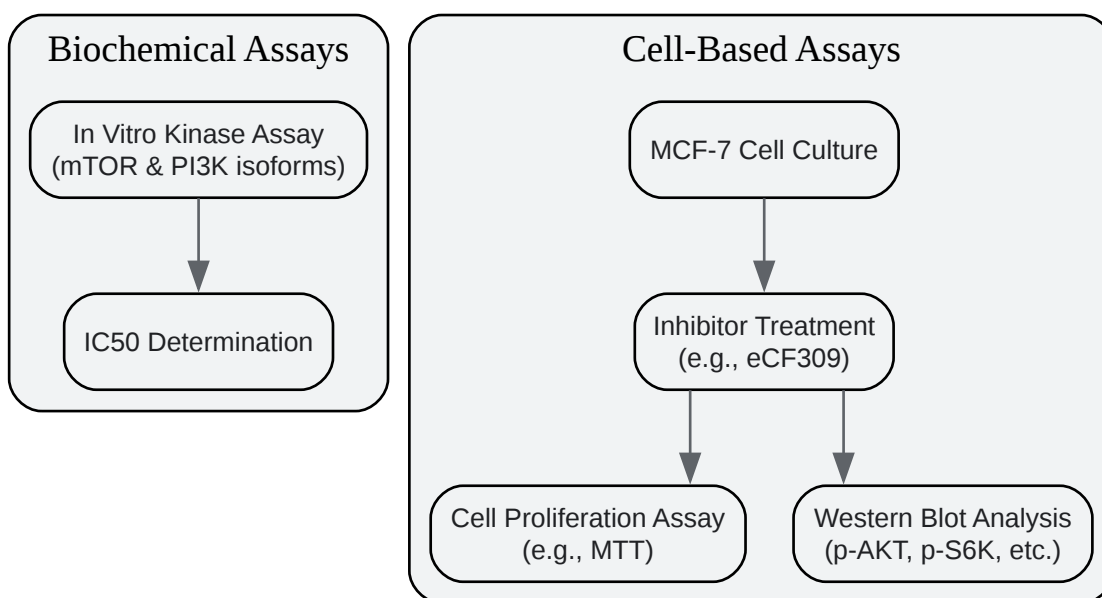 Biochemical Assays
In Vitro Kinase Assay
(mTOR & PI3K isoforms)
IC50 Determination
Cell-Based Assays
MCF-7 Cell Culture
Inhibitor Treatment
(e.g., eCF309)
Cell Proliferation Assay
(e.g., MTT)
Western Blot Analysis
(p-AKT, p-S6K, etc.)